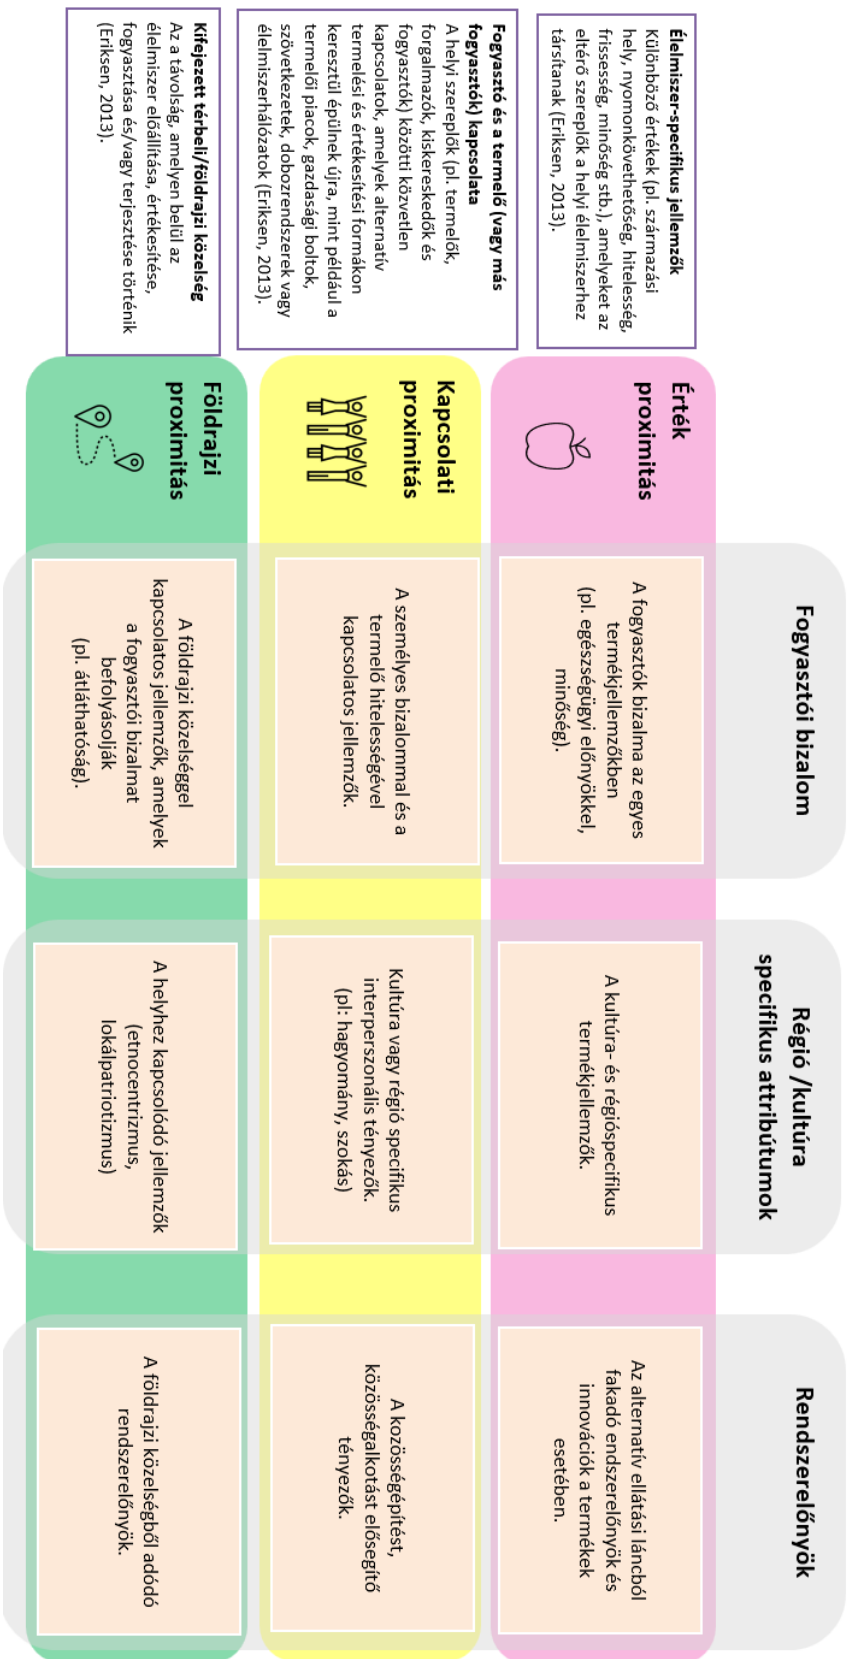 Fogyasztói bizalom
Régió /kultúra
specifikus attribútumok
Rendszerelőnyök
Élelmiszer-specifikus jellemzők
Különböző értékek (pl. származási
hely, nyomonkövethetőség, hitelesség,
frissesség, minőség stb.), amelyeket az
eltérő szereplők a helyi élelmiszerhez
társítanak (Eriksen, 2013).
Érték
proximitás
A fogyasztók bizalma az egyes
termékjellemzőkben
(pl. egészségügyi előnyökkel,
minőség).
A kultúra- és régióspecifikus
termékjellemzők.
Az alternatív ellátási láncból
fakadó endszerelőnyök és
innovációk a termékek
esetében.
Fogyasztó és a termelő (vagy más
fogyasztók) kapcsolata
A helyi szereplők (pl. termelők,
forgalmazók, kiskereskedők és
fogyasztók) közötti közvetlen
kapcsolatok, amelyek alternatív
termelési és értékesítési formákon
keresztül épülnek újra, mint például a
termelői piacok, gazdasági boltok,
szövetkezetek, dobozrendszerek vagy
élelmiszerhálózatok (Eriksen, 2013).
Kapcsolati
proximitás
A személyes bizalommal és a
termelő hitelességével
kapcsolatos jellemzők.
Kultúra vagy régió specifikus
interperszonális tényezők.
(pl: hagyomány, szokás)
A kozösségépítést,
közösségalkotást elősegítő
tényezők.
Kifejezett térbeli/földrajzi közelség
Az a távolság, amelyen belül az
élelmiszer előállítása, értékesítése,
fogyasztása és/vagy terjesztése történik
(Eriksen, 2013).
Földrajzi
proximitás
A földrajzi közelséggel
kapcsolatos jellemzők, amelyek
a fogyasztói bizalmat
befolyásolják
(pl. átláthatóság).
A helyhez kapcsolódó jellemzők
(etnocentrizmus,
lokálpatriotizmus)
A földrajzi közelségből adódó
rendszerelőnyök.